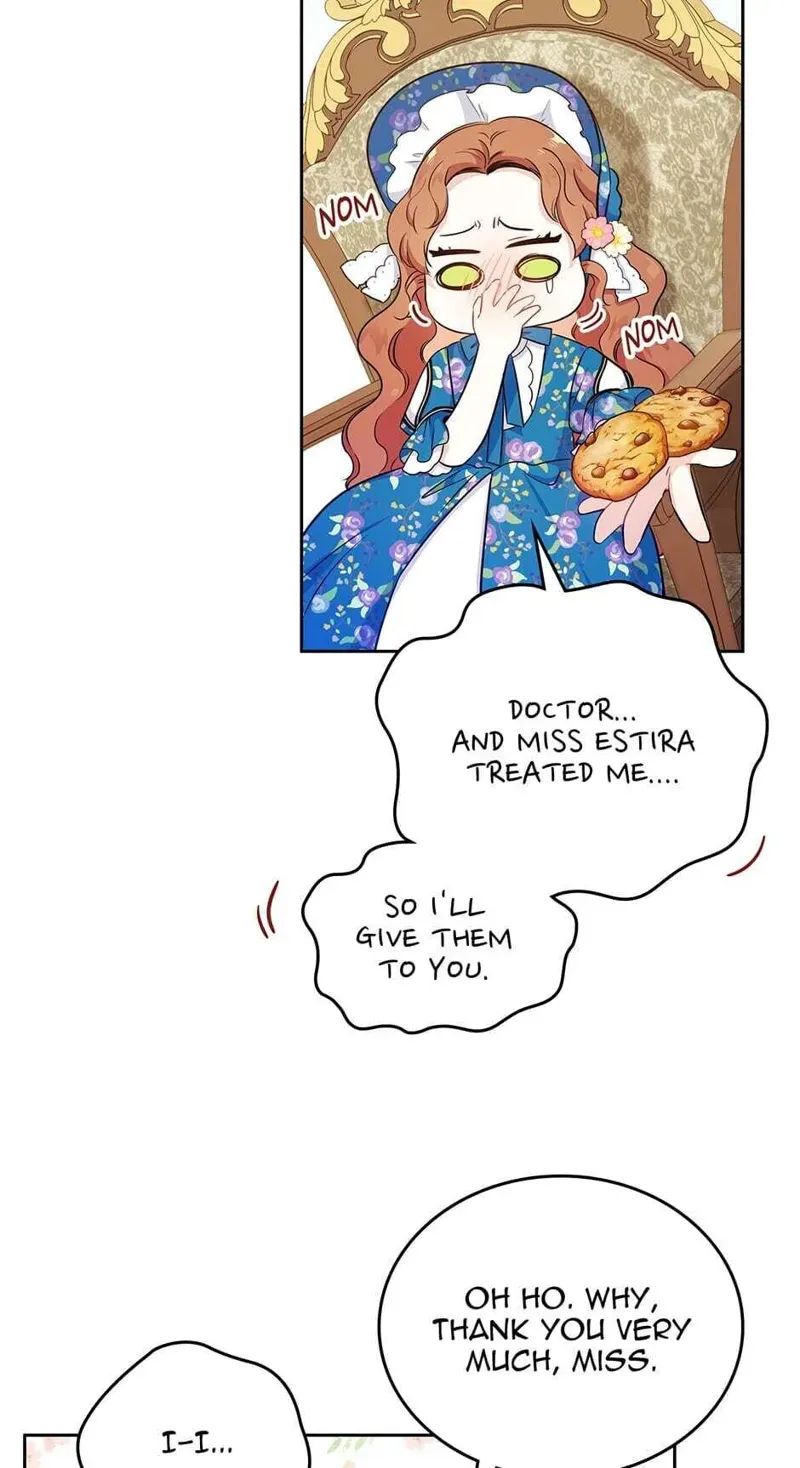 NOM
NOM
DOCTOR...
AND MISS ESTIRA
TREATED ME....
SO I'LL
GIVE THEM
TO YOU.
OH HO. WHY,
THANK YOU VERY
MUCH, MISS.
I-I...